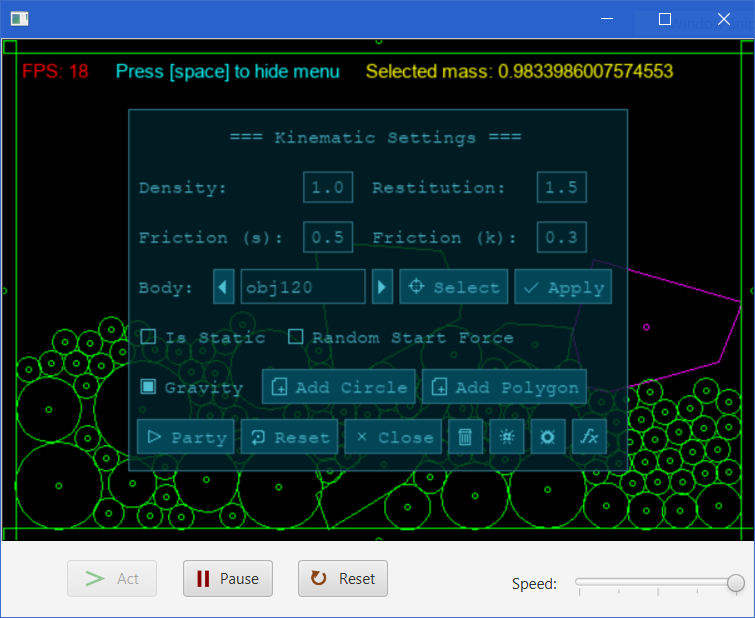 FPS: 18 Press [space] to hide menu Selected mass: 0.9833986007574553
=== Kinematic Settings ===
Density: 1.0 Restitution: 1.5
Friction (s): 0.5 Friction (k): 0.3
Body: obj120 Select Apply
Is Static Random Start Force
Gravity Add Circle Add Polygon
Party Reset Close fx
Act Pause Reset Speed: